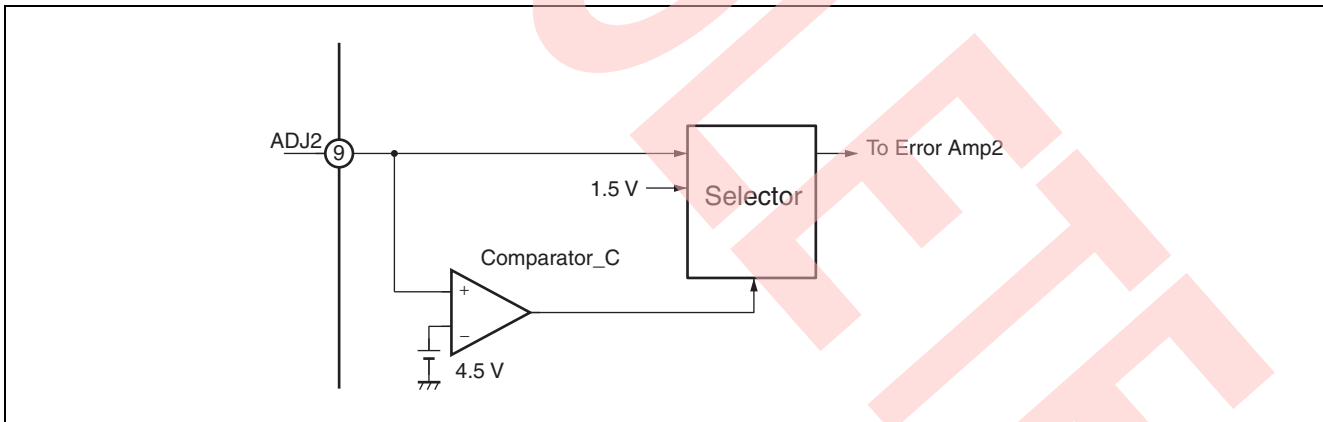 ADJ2
9
To Error Amp2
1.5 V
Selector
Comparator_C
+
−
4.5 V